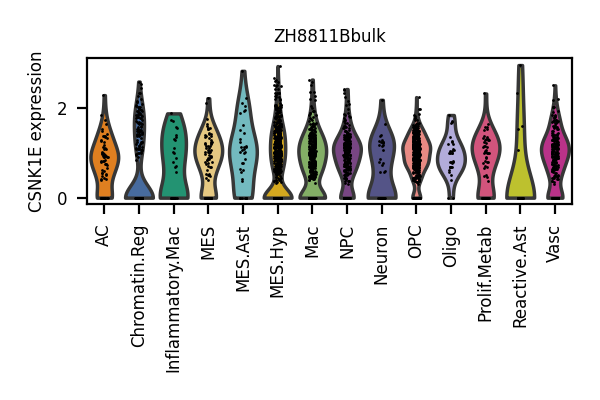 ZH8811Bbulk
CSNK1E expression
2
0
AC
Chromatin.Reg
Inflammatory.Mac
MES
MES.Ast
MES.Hyp
Mac
NPC
Neuron
OPC
Oligo
Prolif.Metab
Reactive.Ast
Vasc